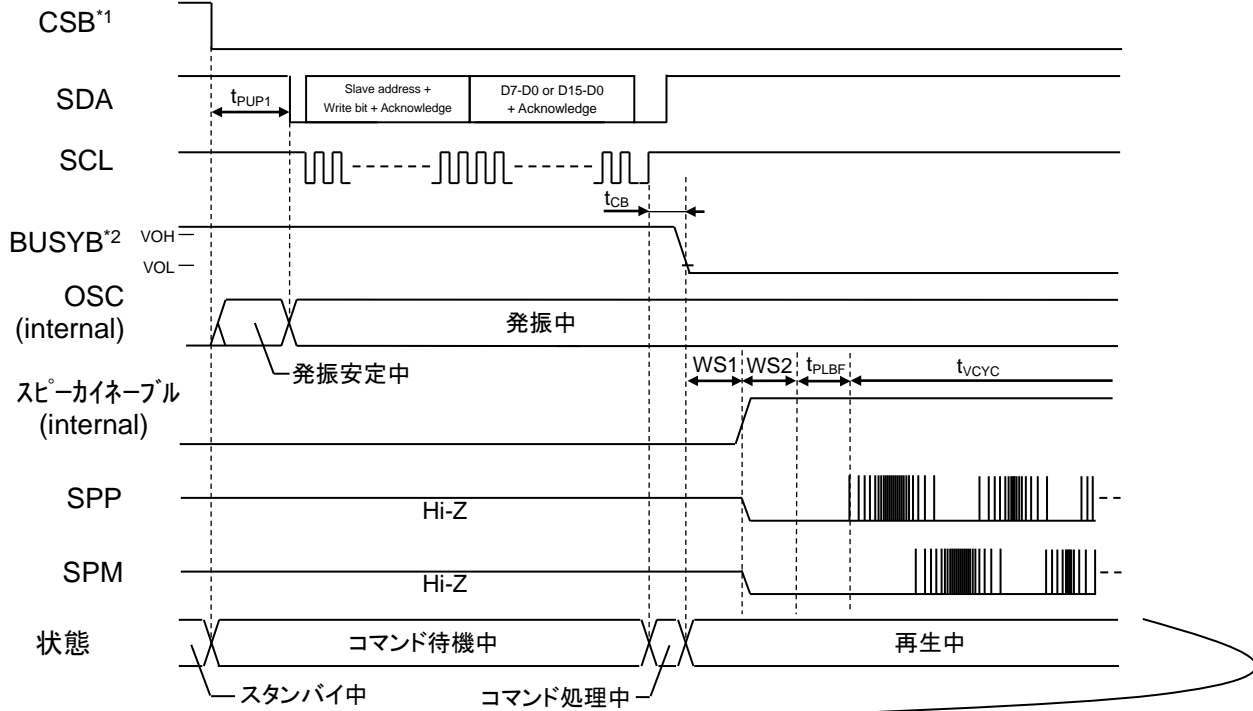 CSB*1
SDA
tPUP1
Slave address +
Write bit + Acknowledge
D7-D0 or D15-D0
+ Acknowledge
SCL
tCB
BUSYB*2
VOH
VOL
OSC
(internal)
発振中
発振安定中
WS1
WS2
tPLBF
tVCYC
スピーカイネーブル
(internal)
SPP
Hi-Z
SPM
Hi-Z
状態
コマンド待機中
再生中
スタンバイ中
コマンド処理中